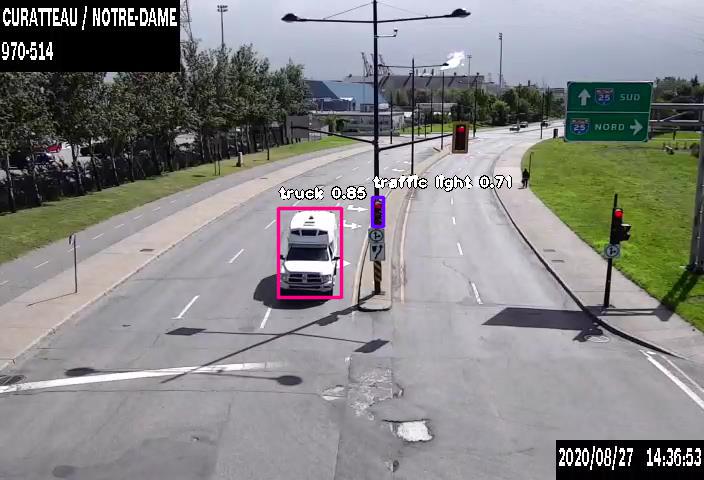 CURATTEAU / NOTRE-DAME
970-514
25 SUD
25 NORD
truck 0.85
traffic light 0.71
2020/08/27 14:36:53